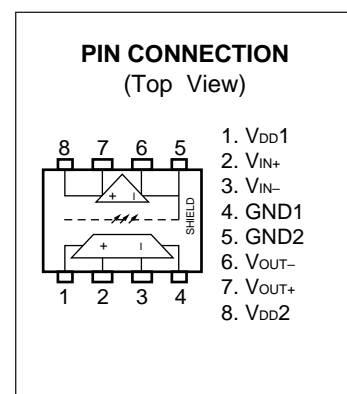 PIN CONNECTION
(Top View)
8 7 6 5
+ −
SHIELD
+ −
1 2 3 4
1. VDD1
2. VIN+
3. VIN−
4. GND1
5. GND2
6. VOUT−
7. VOUT+
8. VDD2